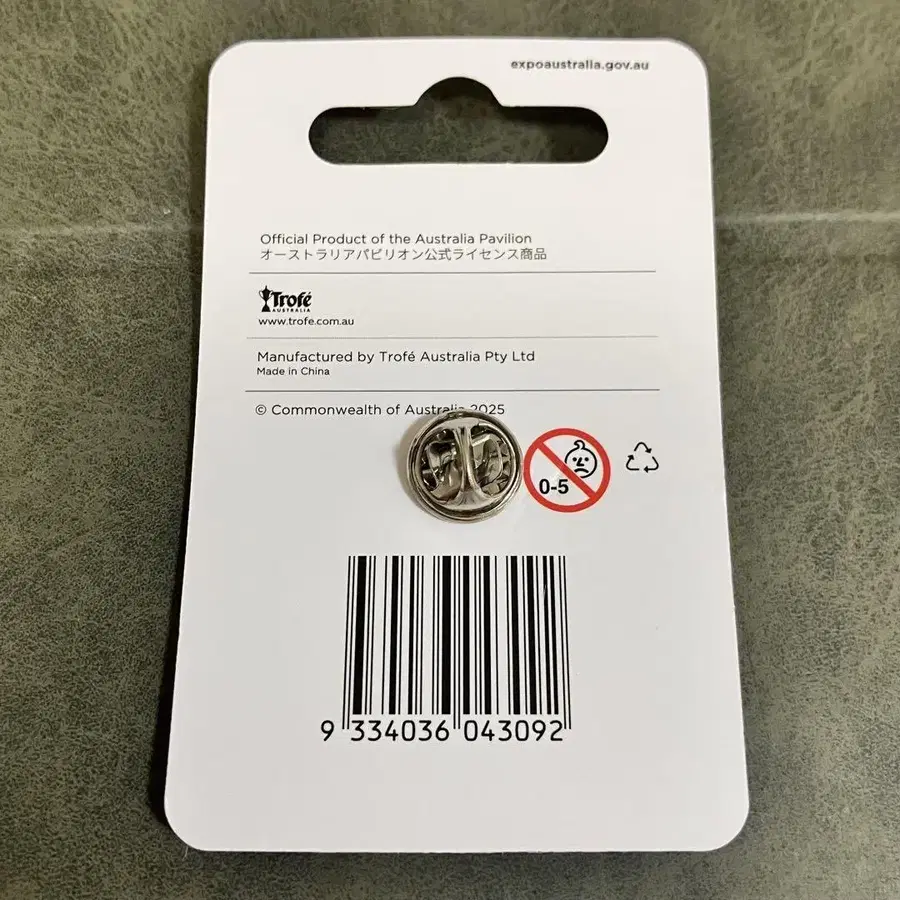 expoaustralia.gov.au
Official Product of the Australia Pavilion
オーストラリアパビリオン公式ライセンス商品
Trofé
AUSTRALIA
www.trofe.com.au
Manufactured by Trofé Australia Pty Ltd
Made in China
© Commonwealth of Australia 2025
0-5
9 334036 043092